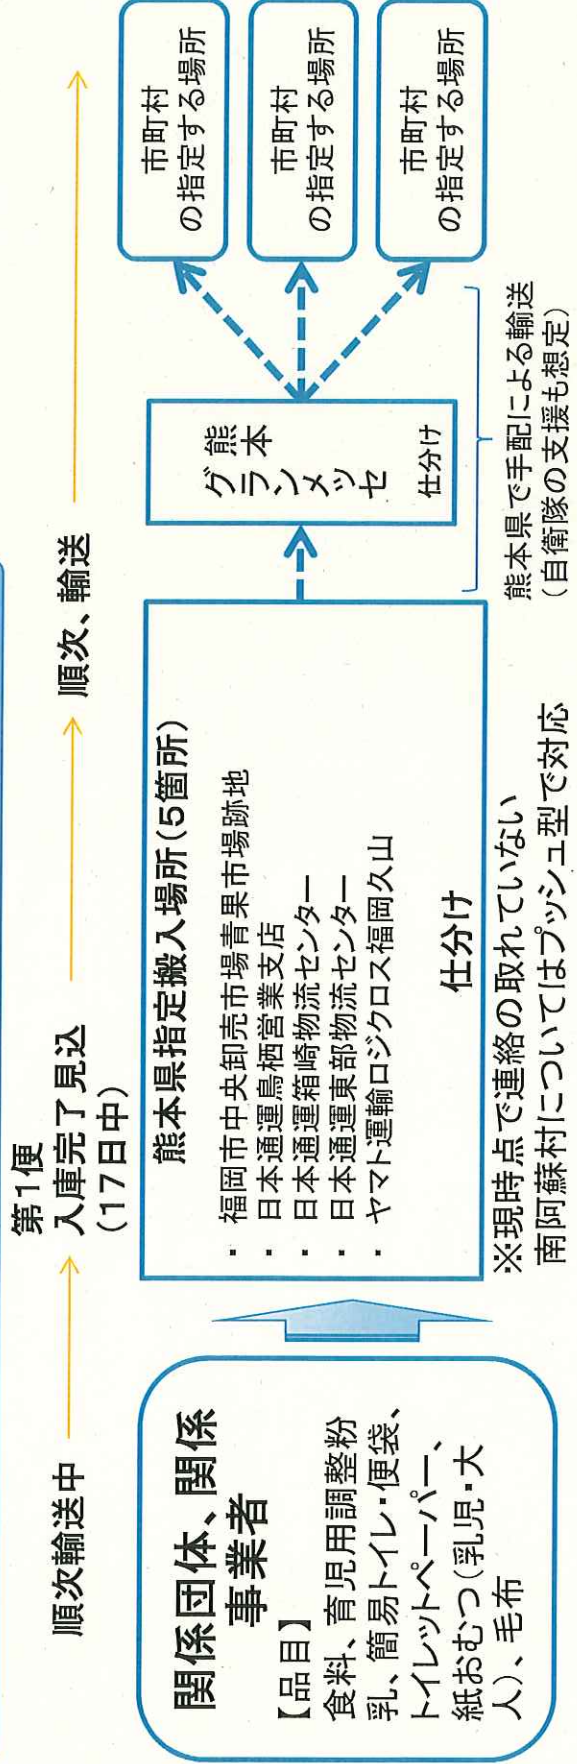 順次輸送中
第1便
入庫完了見込
(17日中)
順次、輸送
関係団体、関係
事業者
【品目】
食料、育児用調整粉
乳、簡易トイレ・便袋、
トイレットペーパー、
紙おむつ(乳児・大
人)、毛布
熊本県指定搬入場所(5箇所)
・ 福岡市中央卸売市場青果市場跡地
・ 日本通運鳥栖営業支店
・ 日本通運箱崎物流センター
・ 日本通運東部物流センター
・ ヤマト運輸ロジクロス福岡久山
仕分け
※現時点で連絡の取れていない
南阿蘇村についてはプッシュ型で対応
熊本
グランメッセ
仕分け
熊本県で手配による輸送
(自衛隊の支援も想定)
市町村
の指定する場所
市町村
の指定する場所
市町村
の指定する場所